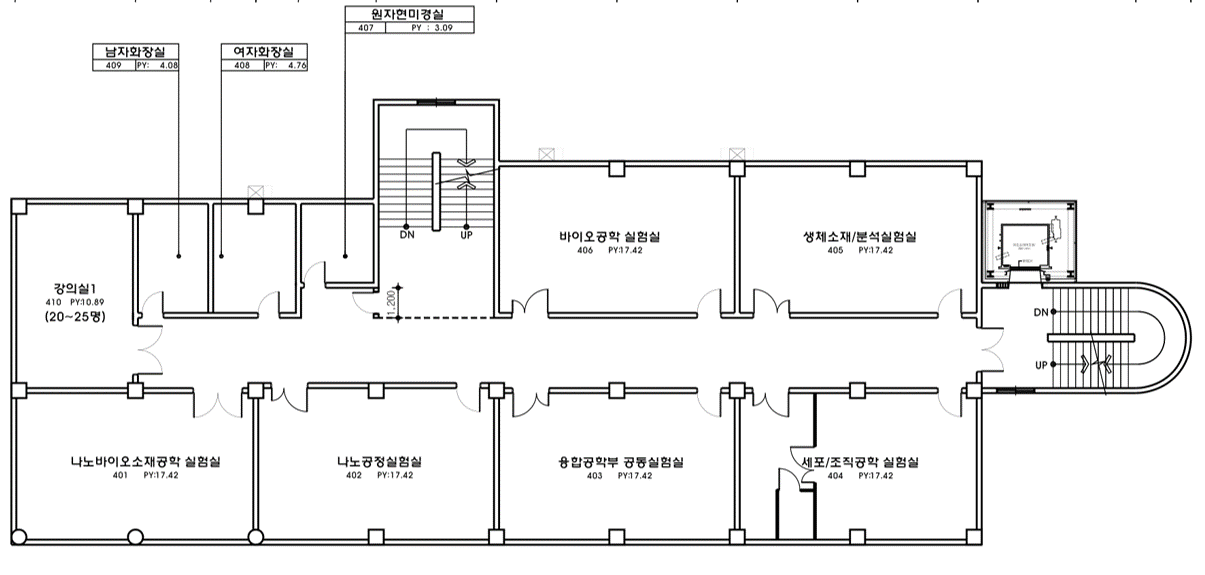 원자현미경실
407 PY : 3.09
남자화장실
409 PY: 4.08
여자화장실
408 PY: 4.76
DN UP
바이오공학 실험실
406 PY:17.42
생체소재/분석실험실
405 PY:17.42
강의실1
410 PY:10.89
(20~25명)
1,200
DN
UP
나노바이오소재공학 실험실
401 PY:17.42
나노공정실험실
402 PY:17.42
융합공학부 공동실험실
403 PY:17.42
세포/조직공학 실험실
404 PY:17.42